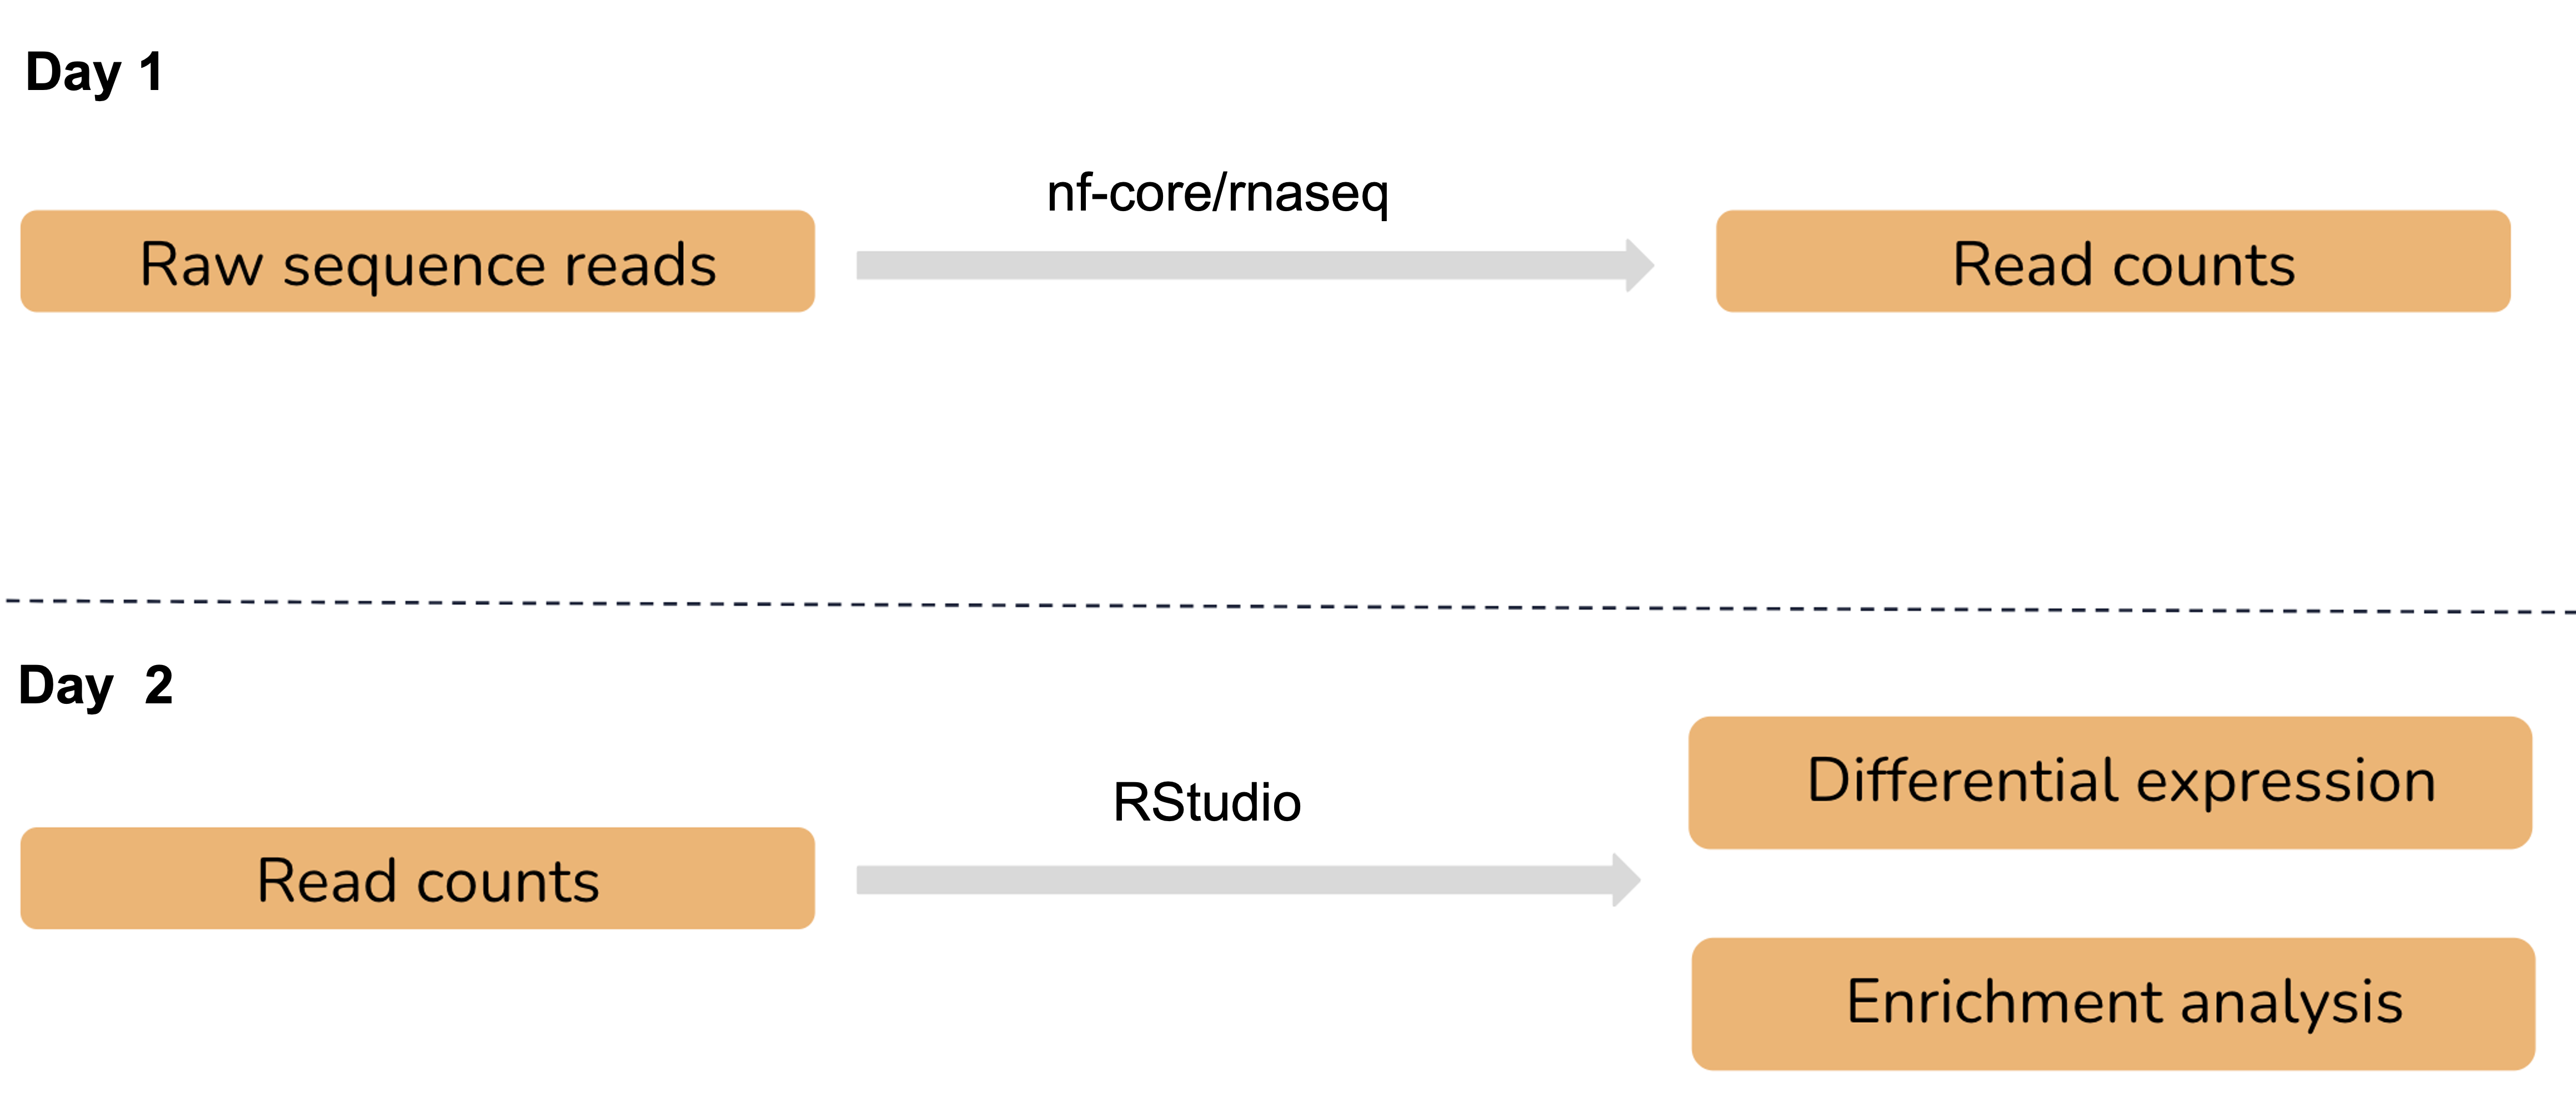 Day 1
nf-core/rnaseq
Raw sequence reads
Read counts
Day 2
RStudio
Read counts
Differential expression
Enrichment analysis